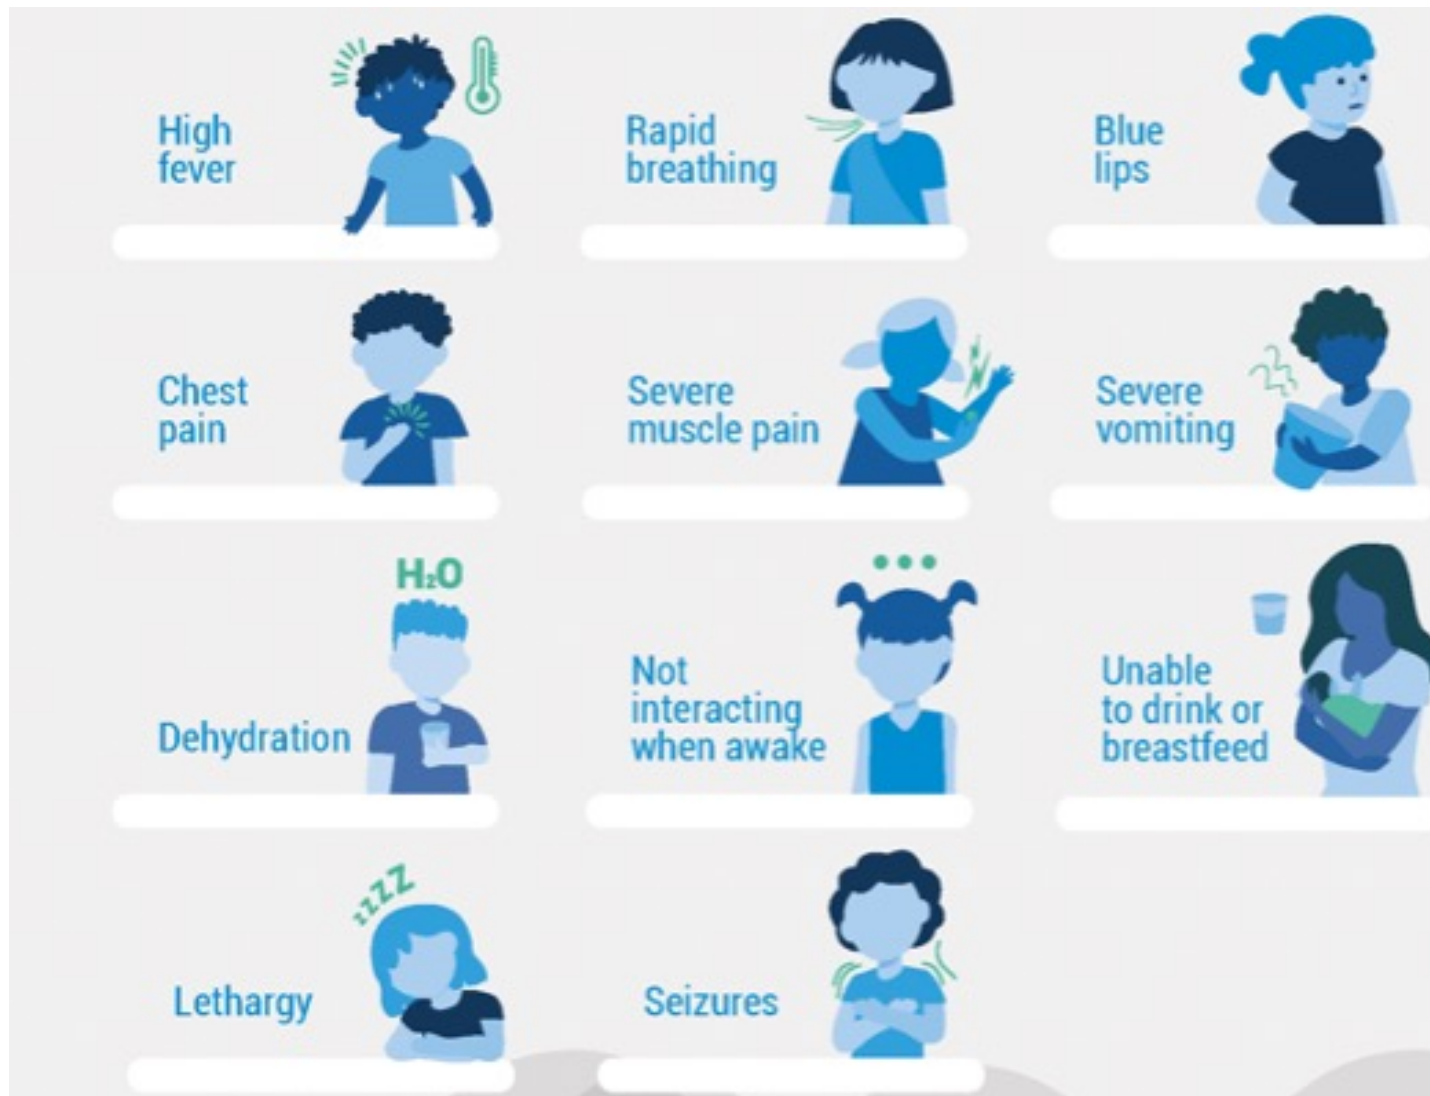 High
fever
Rapid
breathing
Blue
lips
Chest
pain
Severe
muscle pain
Severe
vomiting
H₂O
Dehydration
Not
interacting
when awake
Unable
to drink or
breastfeed
zzZZ
Lethargy
Seizures